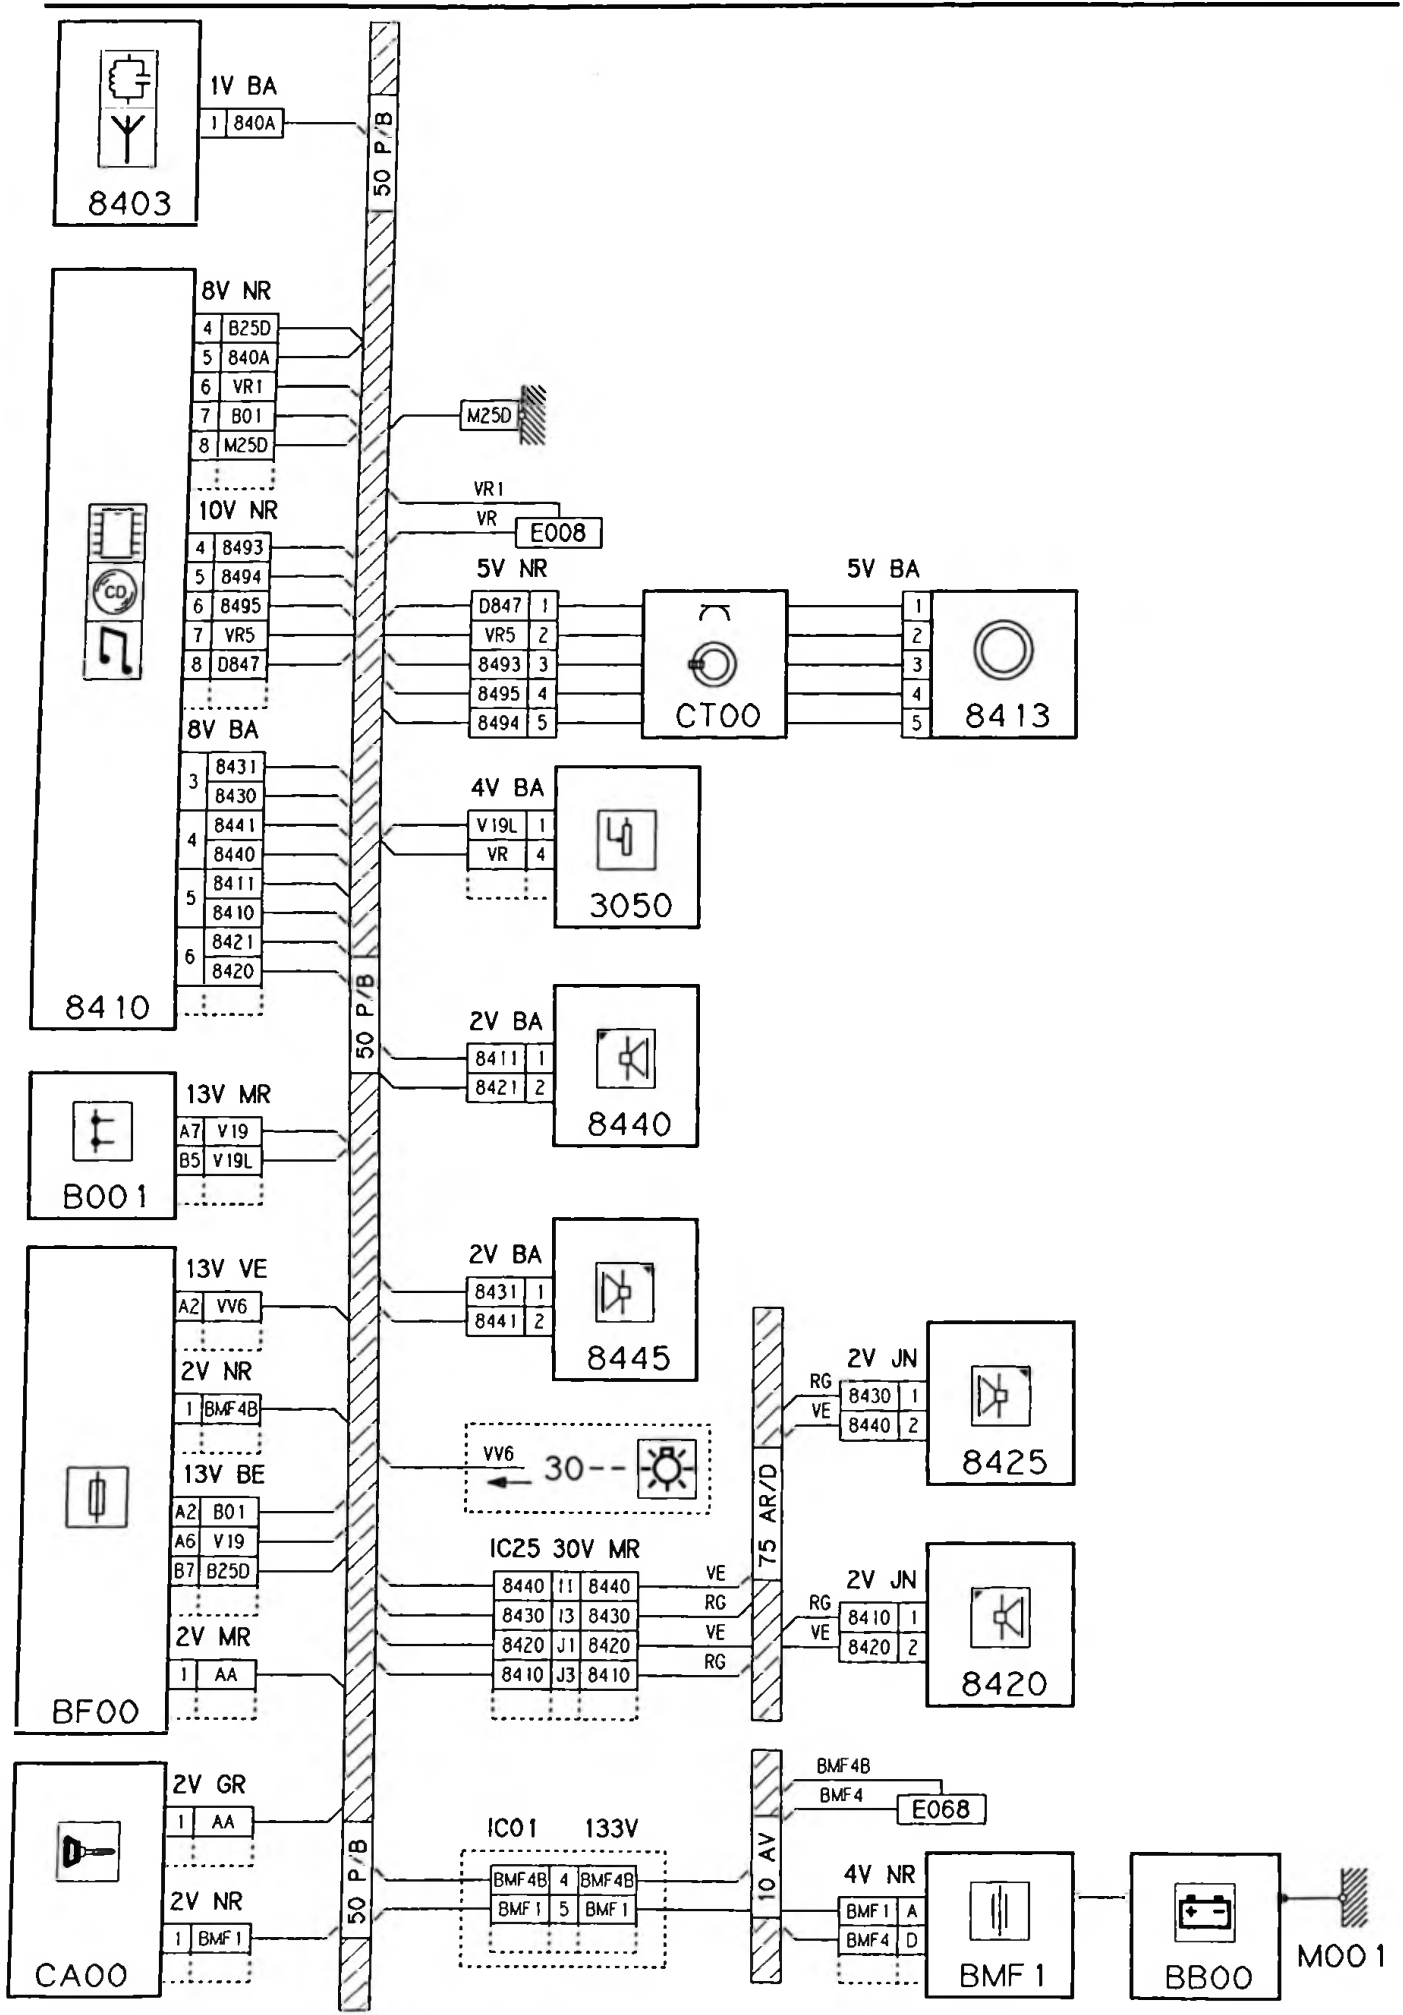 1V BA
1 840A
8403
50 P/B
8V NR
4 B25D
5 840A
6 VR1
7 B01
8 M25D
10V NR
4 8493
5 8494
6 8495
7 VR5
8 D847
8V BA
3 8431
8430
4 8441
8440
5 8411
8410
6 8421
8420
CD
8410
M25D
VR1
VR
E008
5V NR
D847 1
VR5 2
8493 3
8495 4
8494 5
CT00
5V BA
1
2
3
4
5
8413
4V BA
V19L 1
VR 4
3050
50 P/B
2V BA
8411 1
8421 2
8440
13V MR
A7 V19
B5 V19L
B001
2V BA
8431 1
8441 2
8445
13V VE
A2 VV6
2V NR
1 BMF4B
13V BE
A2 B01
A6 V19
B7 B25D
2V MR
1 AA
BF00
VV6
30--
75 AR/D
2V JN
RG 8430 1
VE 8440 2
8425
IC25 30V MR
8440 I1 8440 VE
8430 I3 8430 RG
8420 J1 8420 VE
8410 J3 8410 RG
2V JN
RG 8410 1
VE 8420 2
8420
2V GR
1 AA
2V NR
1 BMF1
CA00
50 P/B
IC01 133V
BMF4B 4 BMF4B
BMF1 5 BMF1
10 AV
BMF4B
BMF4
E068
4V NR
BMF1 A
BMF4 D
BMF1
+ -
BB00
M001